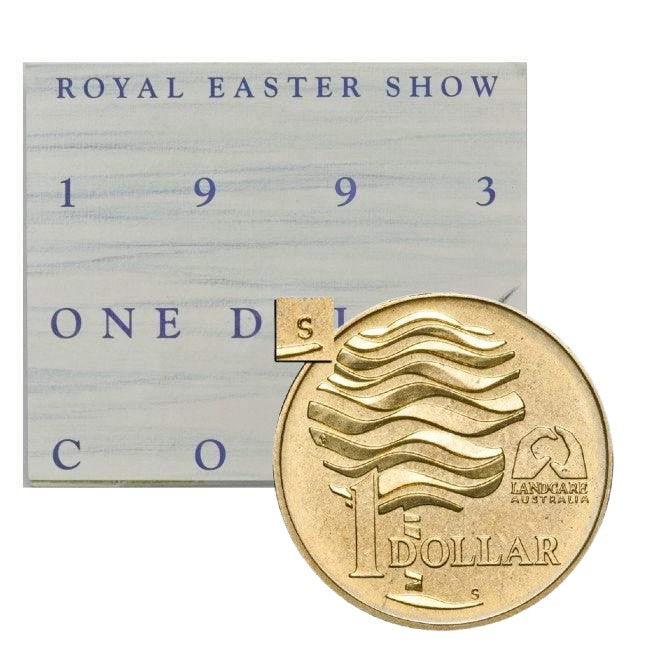 ROYAL EASTER SHOW
1 9 9 3
ONE D
C O
S
LANDCARE
AUSTRALIA
1 DOLLAR
S